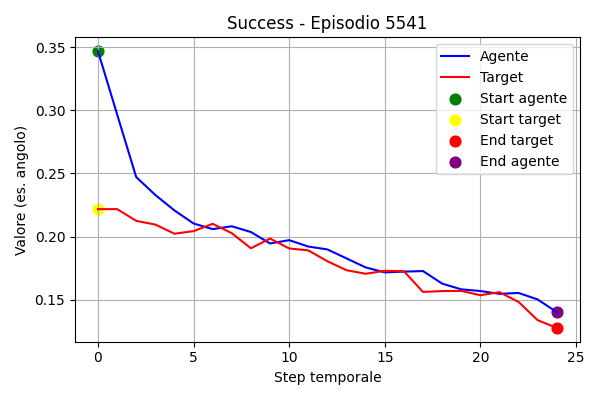 Success - Episodio 5541
Valore (es. angolo)
0.35
0.30
0.25
0.20
0.15
0
5
10
15
20
25
Step temporale
Agente
Target
Start agente
Start target
End target
End agente